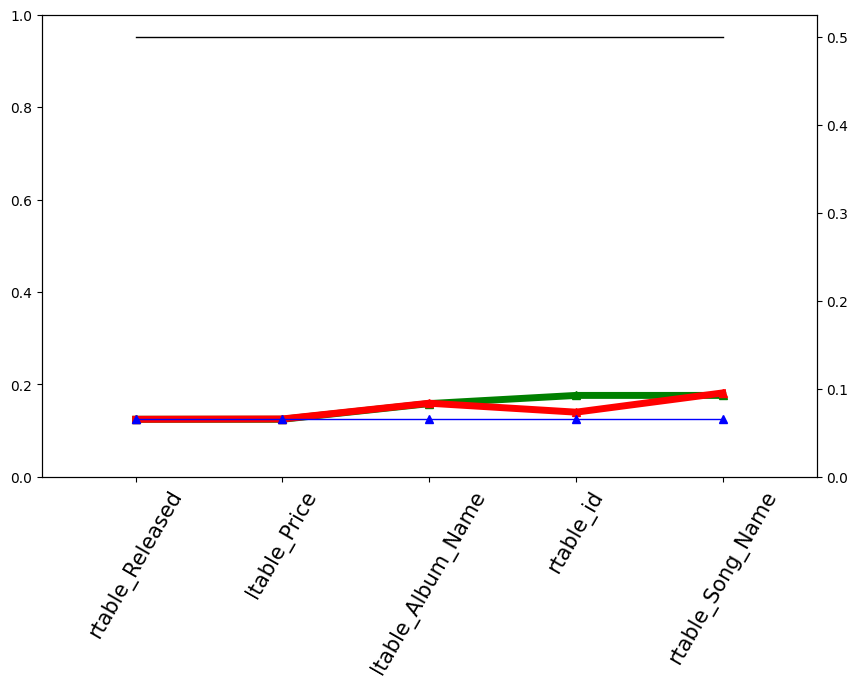 1.0
0.8
0.6
0.4
0.2
0.0
0.5
0.4
0.3
0.2
0.1
0.0
rtable_Released
ltable_Price
ltable_Album_Name
rtable_id
rtable_Song_Name